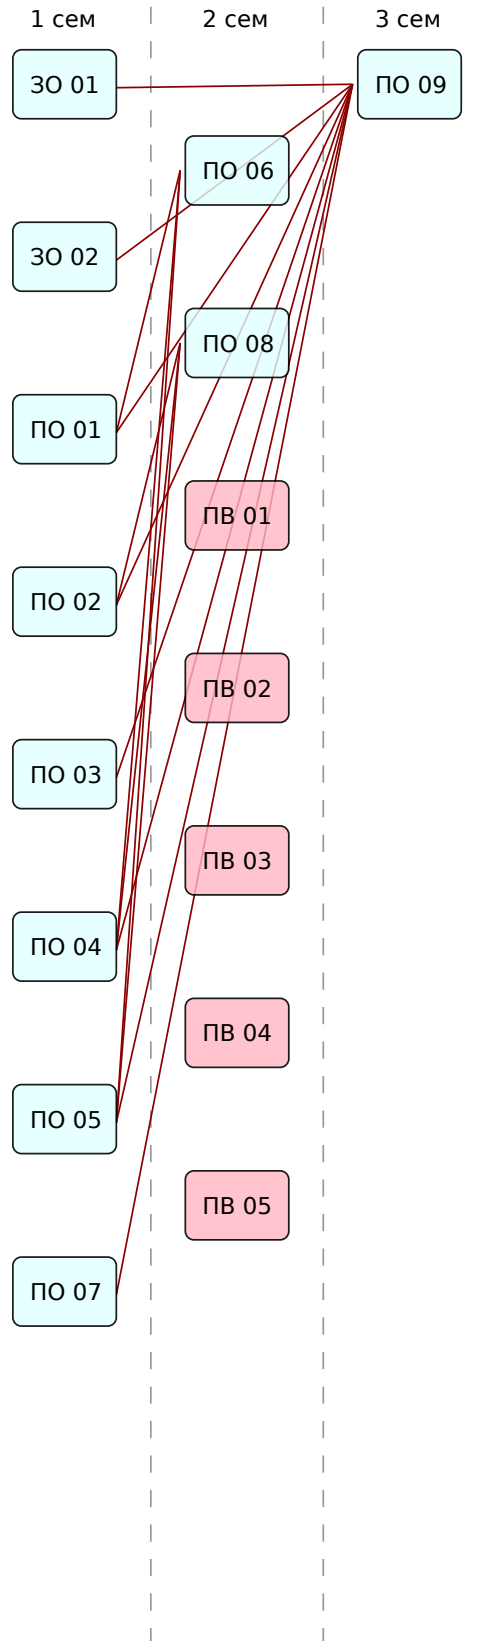 1 сем 2 сем 3 сем
ЗО 01
ПО 09
ПО 06
ЗО 02
ПО 08
ПО 01
ПВ 01
ПО 02
ПВ 02
ПО 03
ПВ 03
ПО 04
ПВ 04
ПО 05
ПВ 05
ПО 07